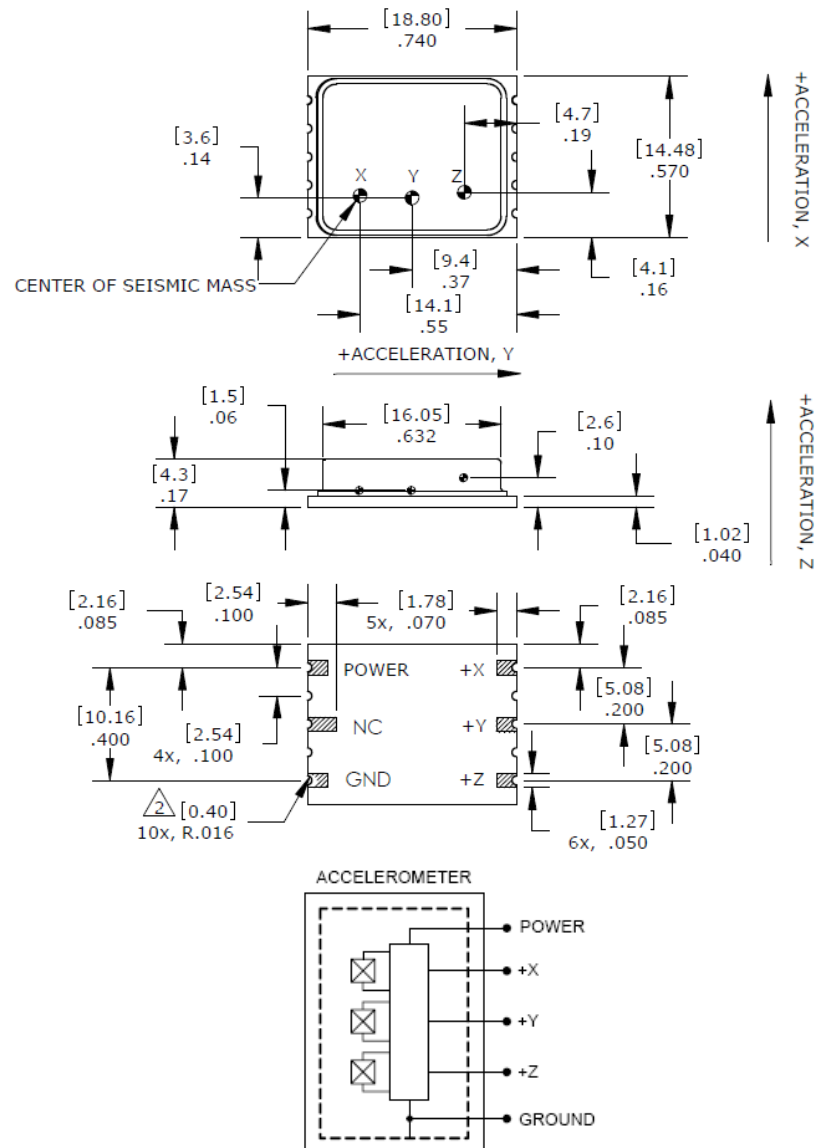 [18.80]
.740
[3.6]
.14
[4.7]
.19
[14.48]
.570
+ACCELERATION, X
X
Y
Z
[9.4]
.37
[4.1]
.16
CENTER OF SEISMIC MASS
[14.1]
.55
+ACCELERATION, Y
[1.5]
.06
[16.05]
.632
[2.6]
.10
+ACCELERATION, Z
[4.3]
.17
[1.02]
.040
[2.16]
.085
[2.54]
.100
[1.78]
5x, .070
[2.16]
.085
POWER
+X
[10.16]
.400
[2.54]
4x, .100
NC
+Y
[5.08]
.200
[5.08]
.200
GND
+Z
2 [0.40]
10x, R.016
[1.27]
6x, .050
ACCELEROMETER
POWER
+X
+Y
+Z
GROUND